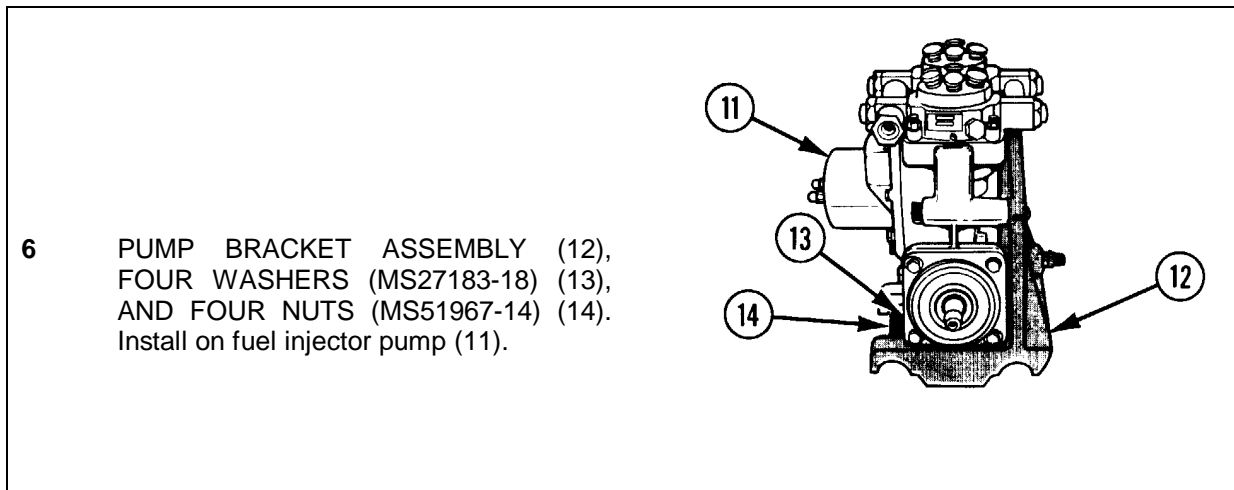 6 PUMP BRACKET ASSEMBLY (12),
FOUR WASHERS (MS27183-18) (13),
AND FOUR NUTS (MS51967-14) (14).
Install on fuel injector pump (11).
11
13
14
12